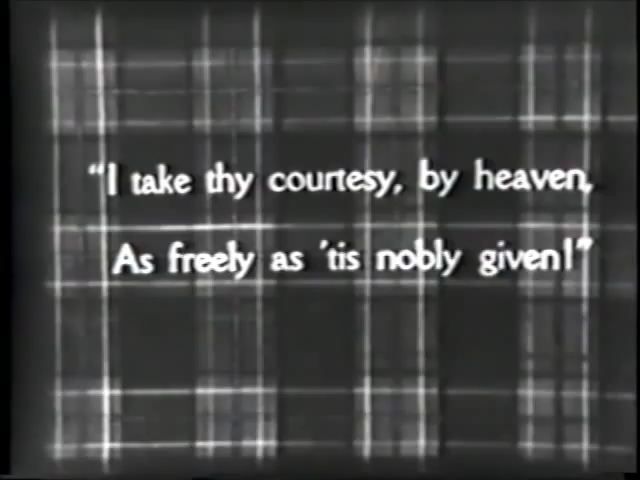 "I take thy courtesy, by heaven,
As freely as 'tis nobly given!"